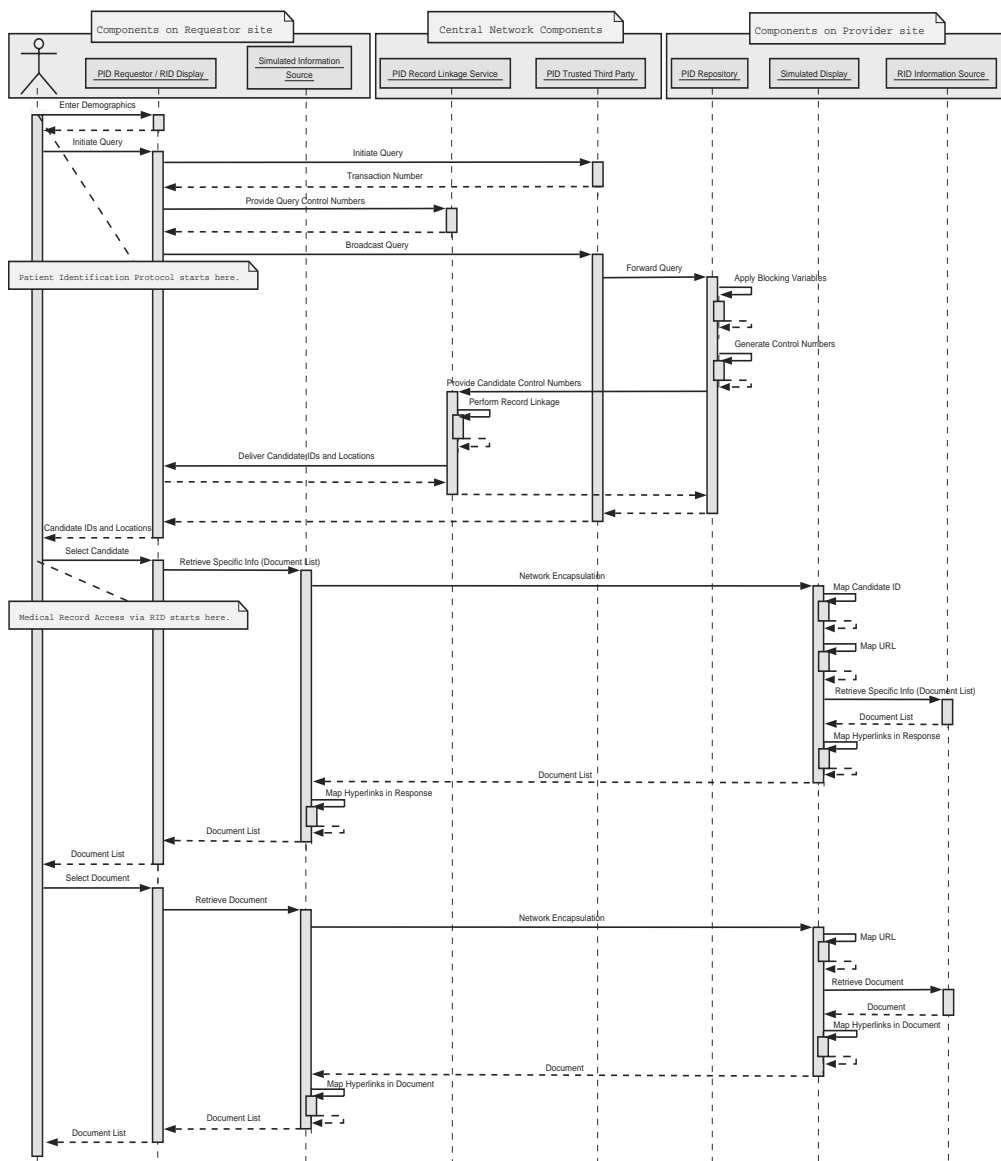 Components on Requestor site
Central Network Components
Components on Provider site
PID Requestor / RID Display
Simulated Information
Source
PID Record Linkage Service
PID Trusted Third Party
PID Repository
Simulated Display
RID Information Source
Enter Demographics
Initiate Query
Initiate Query
Transaction Number
Provide Query Control Numbers
Broadcast Query
Patient Identification Protocol starts here.
Forward Query
Apply Blocking Variables
Generate Control Numbers
Provide Candidate Control Numbers
Perform Record Linkage
Deliver Candidate IDs and Locations
Candidate IDs and Locations
Select Candidate
Retrieve Specific Info (Document List)
Network Encapsulation
Map Candidate ID
Medical Record Access via RID starts here.
Map URL
Retrieve Specific Info (Document List)
Document List
Map Hyperlinks in Response
Document List
Map Hyperlinks in Response
Document List
Document List
Select Document
Retrieve Document
Network Encapsulation
Map URL
Retrieve Document
Document
Map Hyperlinks in Document
Document
Map Hyperlinks in Document
Document List
Document List